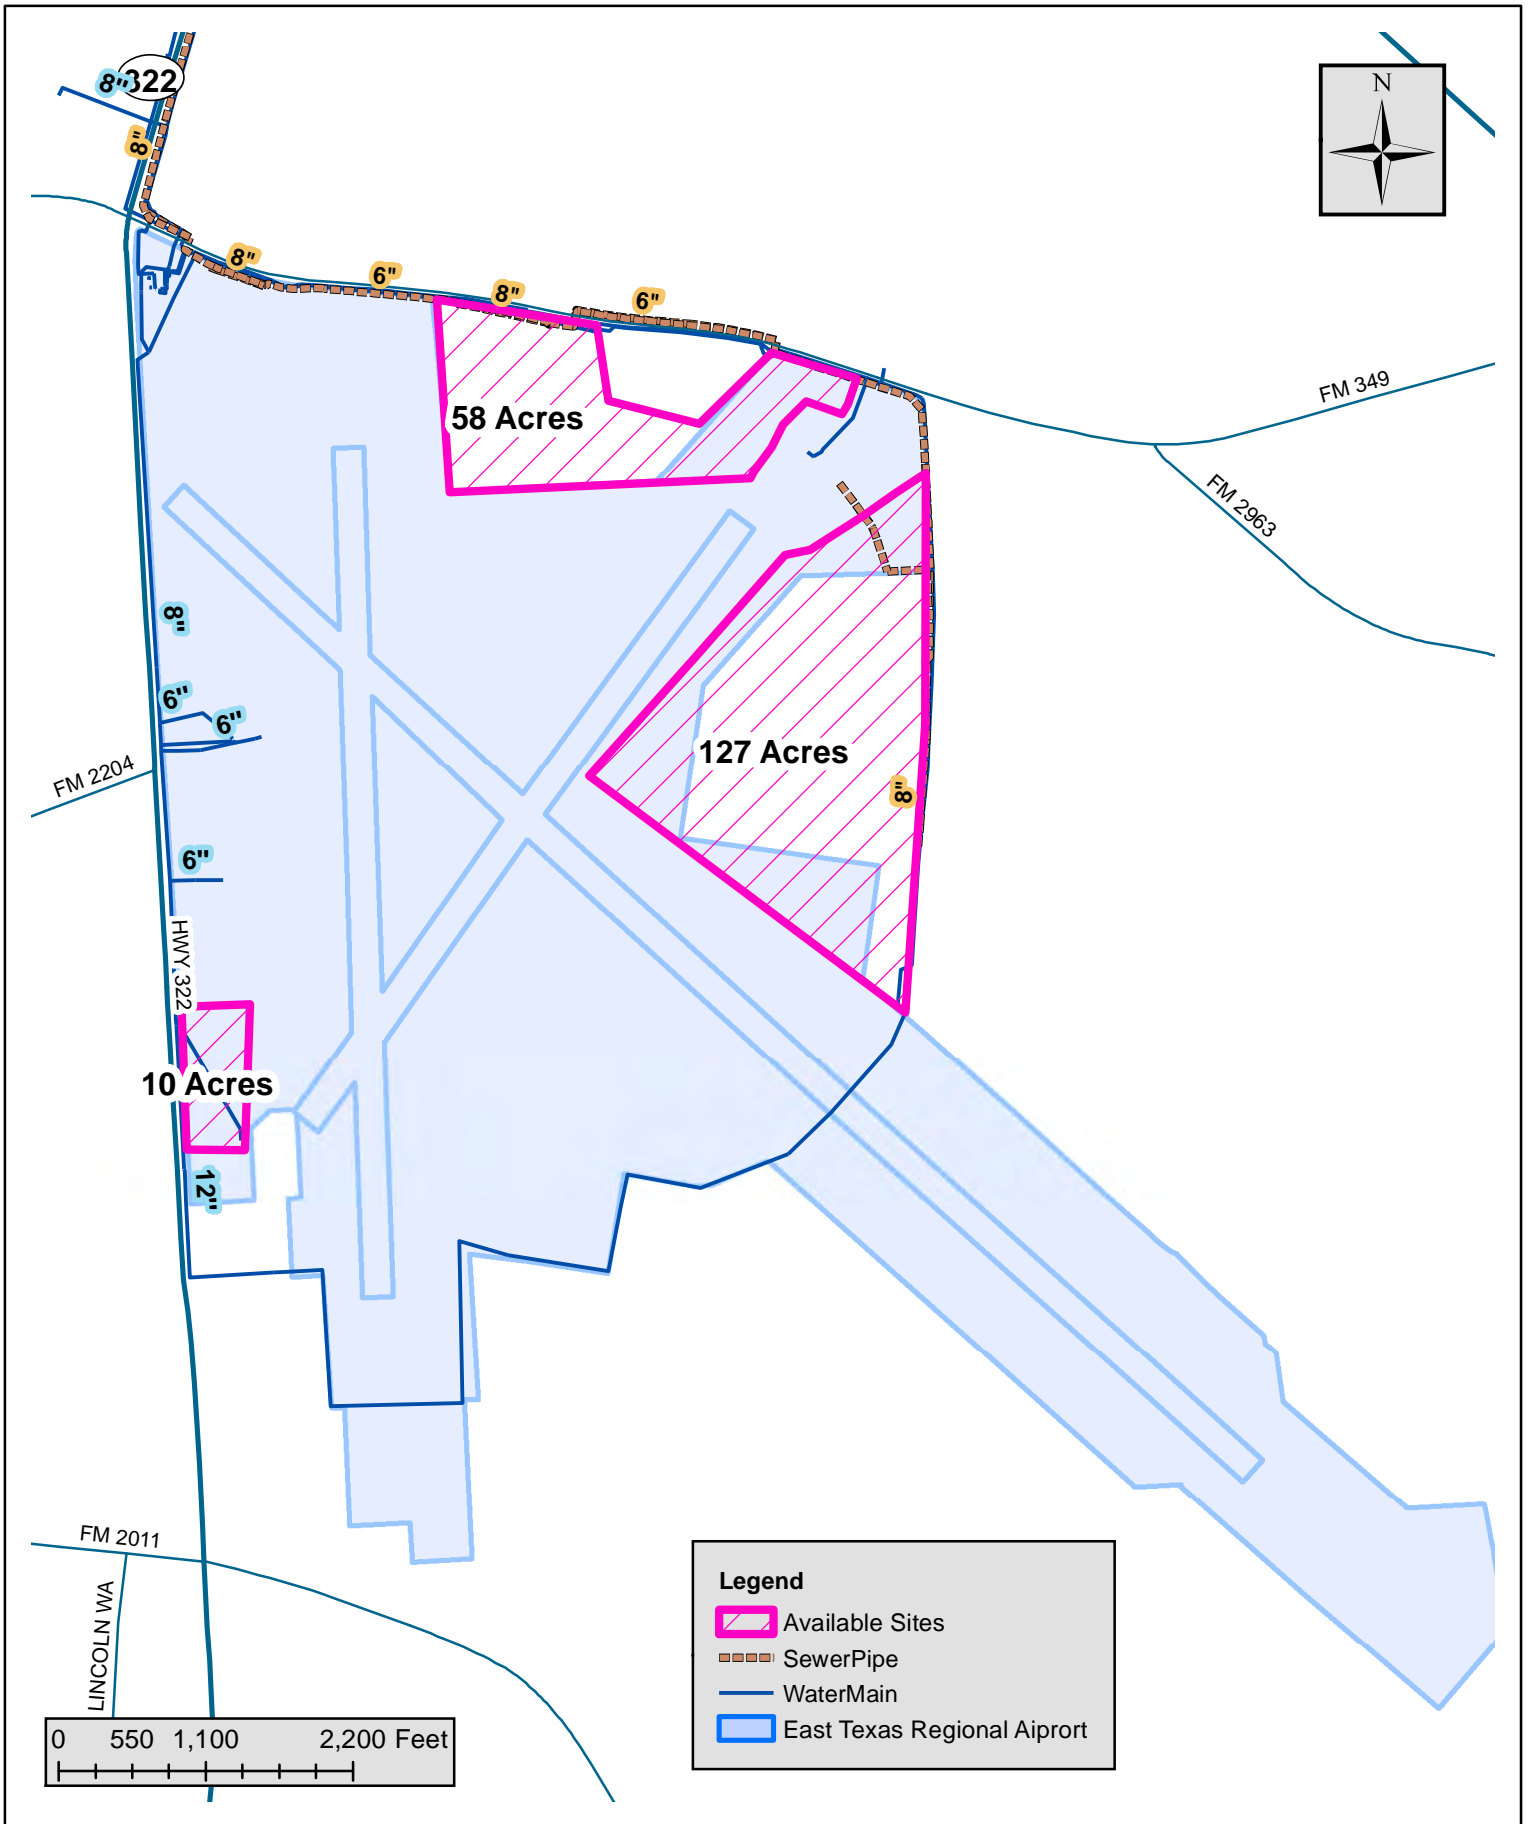 322
8"
8"
N
8"
6"
8"
6"
FM 349
58 Acres
FM 2963
8"
6"
6"
127 Acres
FM 2204
8"
6"
HWY 322
10 Acres
12"
FM 2011
LINCOLN WA
Legend
Available Sites
SewerPipe
WaterMain
East Texas Regional Aiprort
0 550 1,100 2,200 Feet